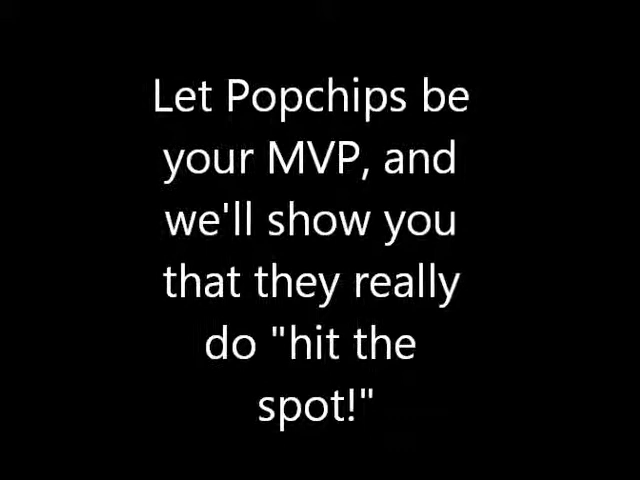 Let Popchips be
your MVP, and
we'll show you
that they really
do "hit the
spot!"